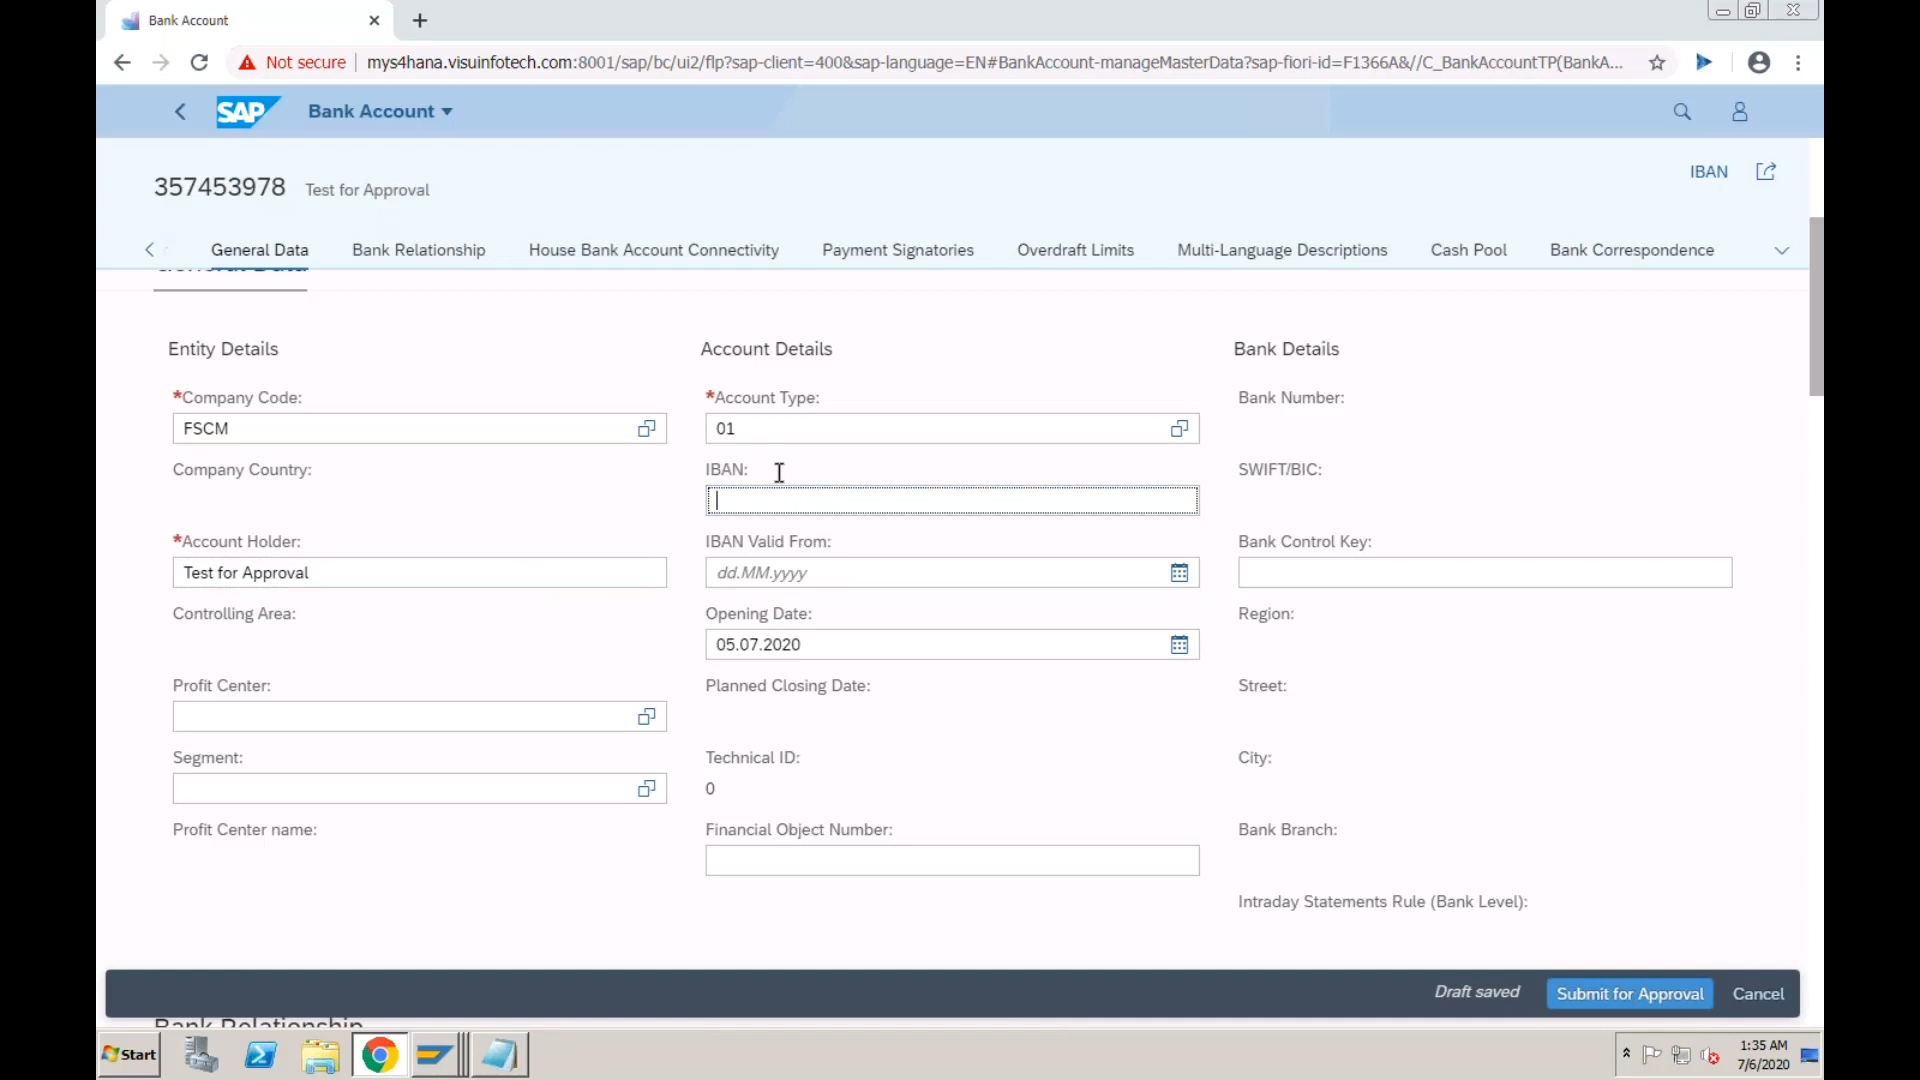 Bank Account
Not secure
mys4hana.visuinfotech.com:8001/sap/bc/ui2/flp?sap-client=400&sap-language=EN#BankAccount-manageMasterData?sap-fiori-id=F1366A&//C_BankAccountTP(BankA...
SAP Bank Account
357453978 Test for Approval
IBAN
General Data Bank Relationship House Bank Account Connectivity Payment Signatories Overdraft Limits Multi-Language Descriptions Cash Pool Bank Correspondence
General Data
Entity Details Account Details Bank Details
*Company Code: *Account Type: Bank Number:
FSCM 01
Company Country: IBAN: SWIFT/BIC:
*Account Holder: IBAN Valid From: Bank Control Key:
Test for Approval dd.MM.yyyy
Controlling Area: Opening Date: Region:
05.07.2020
Profit Center: Planned Closing Date: Street:
Segment: Technical ID: City:
0
Profit Center name: Financial Object Number: Bank Branch:
Intraday Statements Rule (Bank Level):
Draft saved Submit for Approval Cancel
Bank Relationship
Start
1:35 AM
7/6/2020